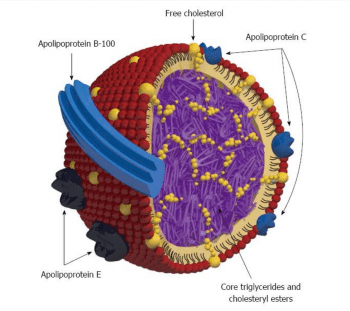 Free cholesterol
Apolipoprotein B-100
Apolipoprotein C
Apolipoprotein E
Core triglycerides and
cholesteryl esters